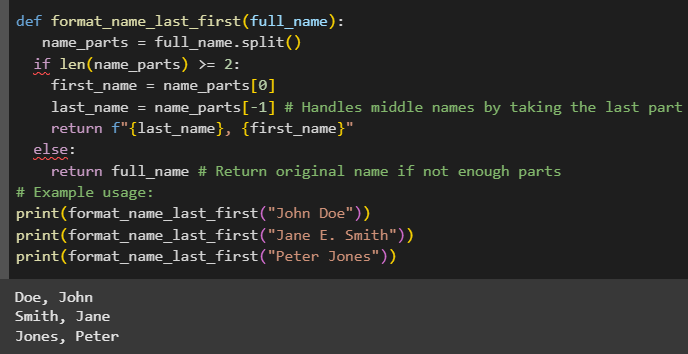 def format_name_last_first(full_name):
   name_parts = full_name.split()
  if len(name_parts) >= 2:
    first_name = name_parts[0]
    last_name = name_parts[-1] # Handles middle names by taking the last part
    return f"{last_name}, {first_name}"
  else:
    return full_name # Return original name if not enough parts
# Example usage:
print(format_name_last_first("John Doe"))
print(format_name_last_first("Jane E. Smith"))
print(format_name_last_first("Peter Jones"))
Doe, John
Smith, Jane
Jones, Peter